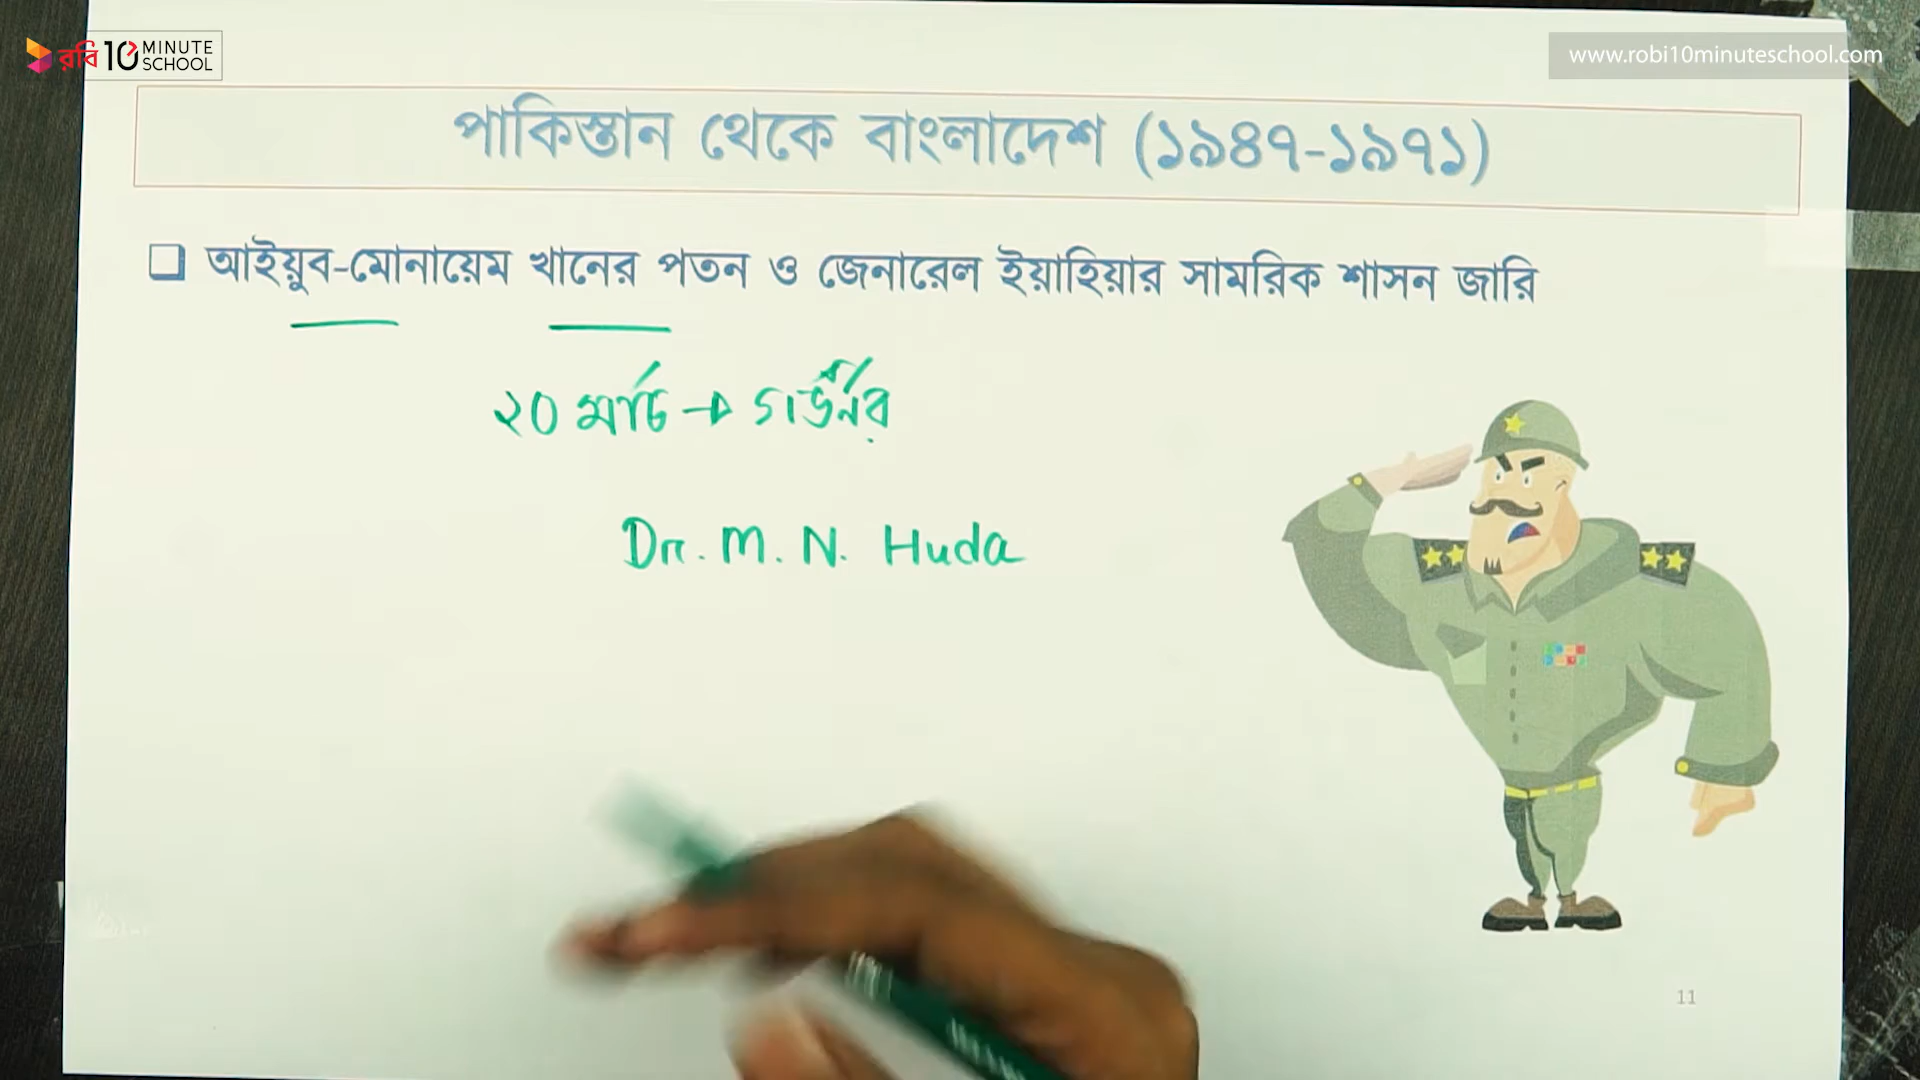 রবি 10 MINUTE SCHOOL
www.robi10minuteschool.com
পাকিস্তান থেকে বাংলাদেশ (১৯৪৭-১৯৭১)
আইয়ুব-মোনায়েম খানের পতন ও জেনারেল ইয়াহিয়ার সামরিক শাসন জারি
২০ মার্চ → গভর্নর
Dr. M. N. Huda
11